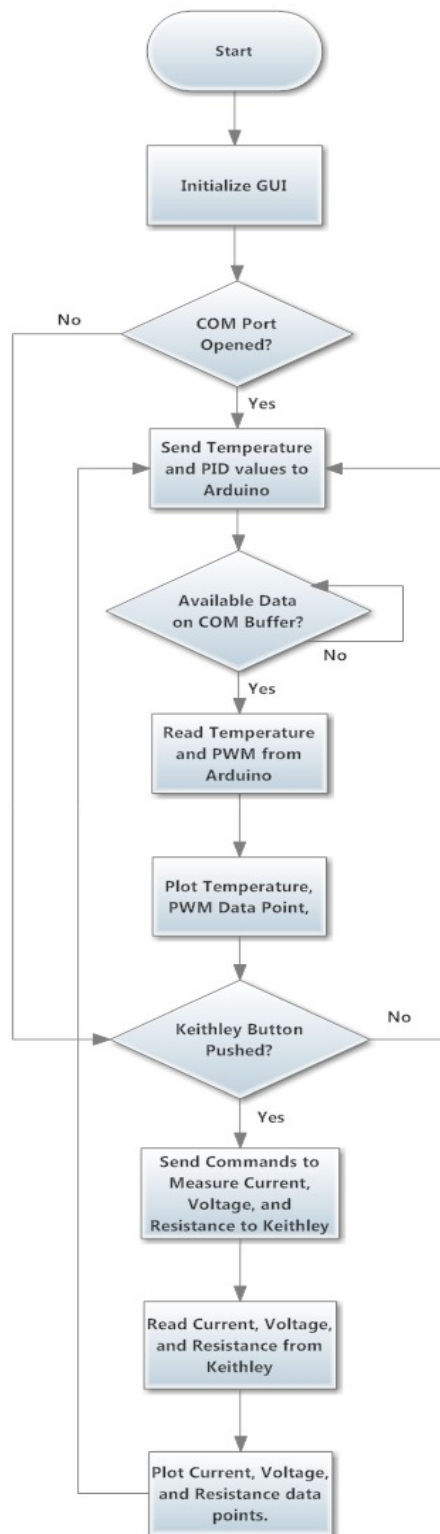 Start
Initialize GUI
No
COM Port
Opened?
Yes
Send Temperature
and PID values to
Arduino
Available Data
on COM Buffer?
No
Yes
Read Temperature
and PWM from
Arduino
Plot Temperature,
PWM Data Point,
Keithley Button
Pushed?
No
Yes
Send Commands to
Measure Current,
Voltage, and
Resistance to Keithley
Read Current, Voltage,
and Resistance from
Keithley
Plot Current, Voltage,
and Resistance data
points.